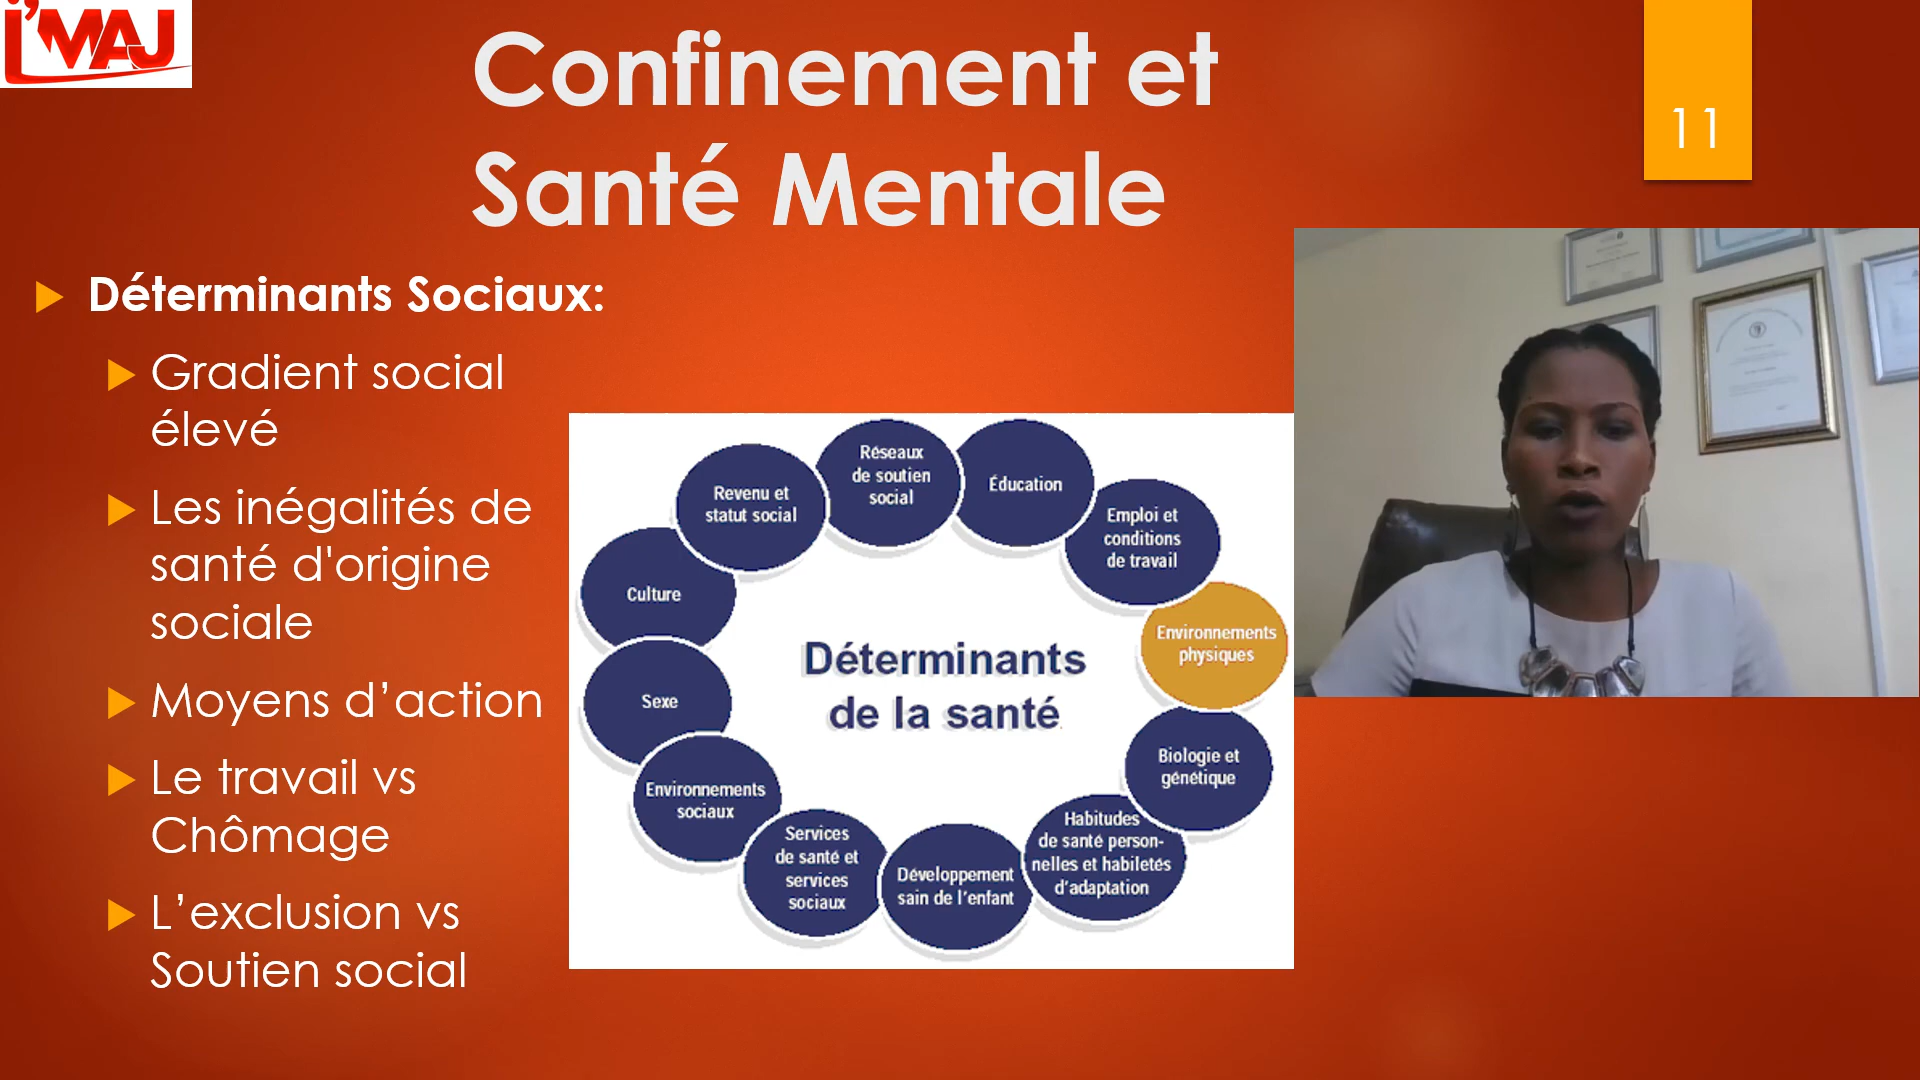 i'MAJ
Confinement et
Santé Mentale
11
Déterminants Sociaux:
Gradient social
élevé
Les inégalités de
santé d'origine
sociale
Moyens d’action
Le travail vs
Chômage
L’exclusion vs
Soutien social
Déterminants
de la santé
Réseaux
de soutien
social
Éducation
Emploi et
conditions
de travail
Environnements
physiques
Biologie et
génétique
Habitudes
de santé person-
nelles et habiletés
d'adaptation
Développement
sain de l'enfant
Services
de santé et
services
sociaux
Environnements
sociaux
Sexe
Culture
Revenu et
statut social